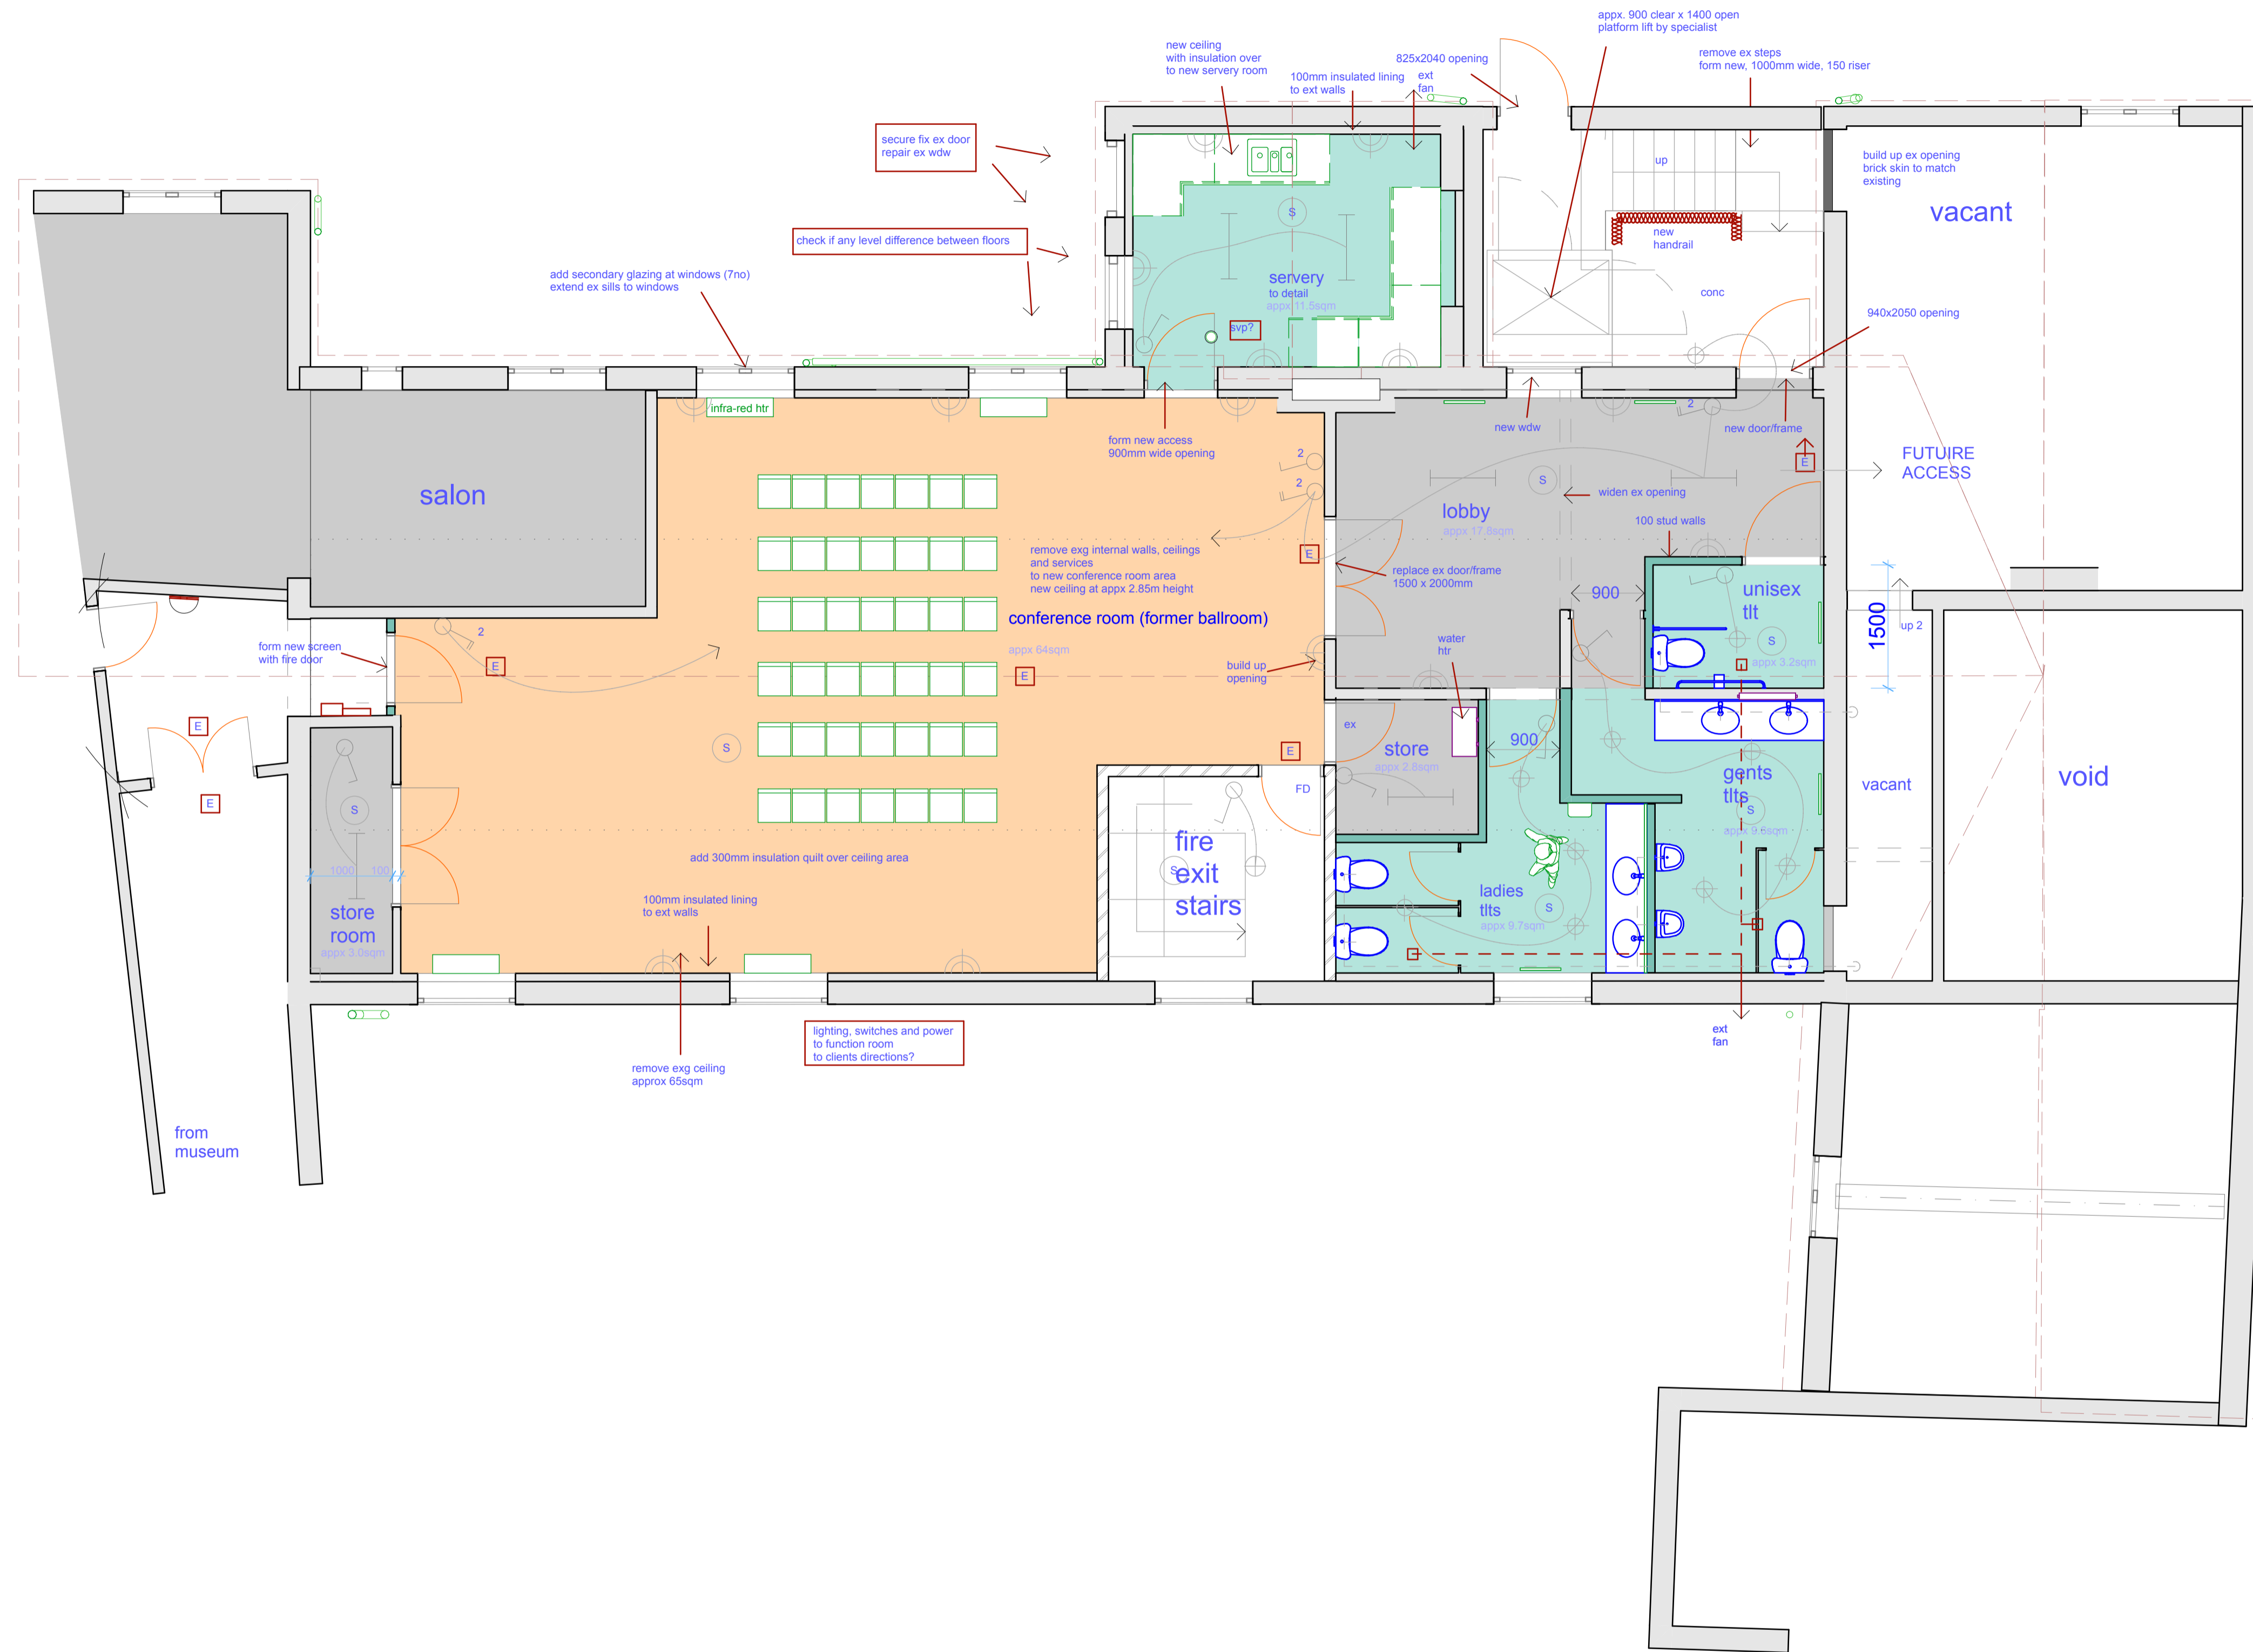 appx. 900 clear x 1400 open
platform lift by specialist
new ceiling
with insulation over
to new servery room
825x2040 opening
remove ex steps
form new, 1000mm wide, 150 riser
100mm insulated lining
to ext walls
ext
fan
secure fix ex door
repair ex wdw
up
build up ex opening
brick skin to match
existing
vacant
S
new
handrail
check if any level difference between floors
add secondary glazing at windows (7no)
extend ex sills to windows
servery
to detail
appx 11.5sqm
conc
svp?
940x2050 opening
infra-red htr
2
form new access
900mm wide opening
new wdw
new door/frame
2
E
FUTUIRE
ACCESS
2
S
salon
widen ex opening
lobby
appx 17.8sqm
100 stud walls
remove exg internal walls, ceilings
and services
to new conference room area
new ceiling at appx 2.85m height
E
replace ex door/frame
1500 x 2000mm
900
unisex
tlt
1500
up 2
conference room (former ballroom)
2
form new screen
with fire door
E
appx 64sqm
E
build up
opening
water
htr
S
appx 3.2sqm
E
ex
S
E
store
appx 2.8sqm
900
gents
tlts
S
appx 9.6sqm
vacant
void
E
S
FD
fire
exit
stairs
S
add 300mm insulation quilt over ceiling area
1000
100
100mm insulated lining
to ext walls
store
room
appx 3.0sqm
ladies
tlts
appx 9.7sqm
S
lighting, switches and power
to function room
to clients directions?
ext
fan
remove exg ceiling
approx 65sqm
from
museum